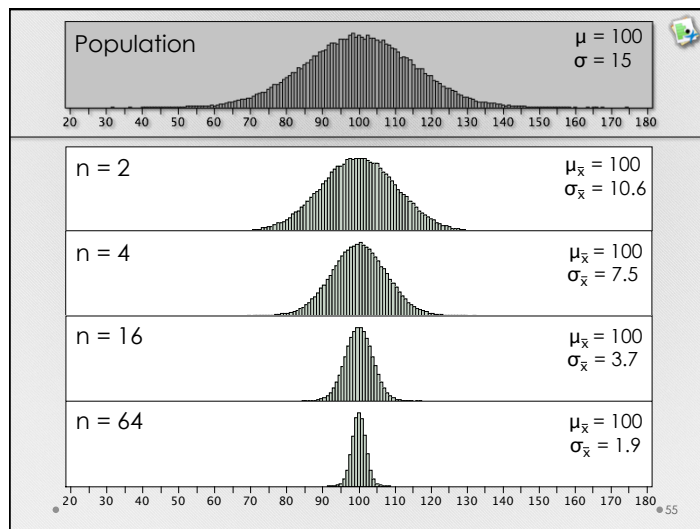 Population
μ = 100
σ = 15
20 30 40 50 60 70 80 90 100 110 120 130 140 150 160 170 180
n = 2
μx̄ = 100
σx̄ = 10.6
n = 4
μx̄ = 100
σx̄ = 7.5
n = 16
μx̄ = 100
σx̄ = 3.7
n = 64
μx̄ = 100
σx̄ = 1.9
20 30 40 50 60 70 80 90 100 110 120 130 140 150 160 170 180
55